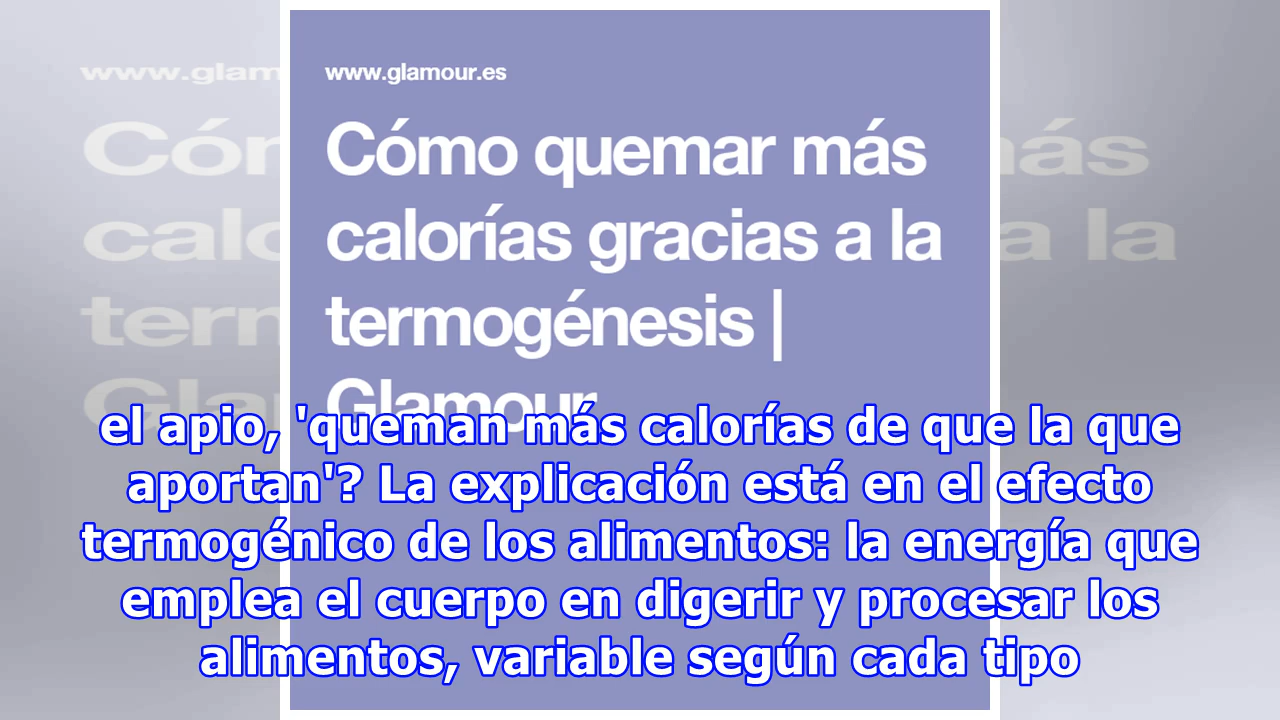 www.glamour.es
Cómo quemar más
calorías gracias a la
termogénesis |
Glamour
el apio, 'queman más calorías de que la que
aportan'? La explicación está en el efecto
termogénico de los alimentos: la energía que
emplea el cuerpo en digerir y procesar los
alimentos, variable según cada tipo